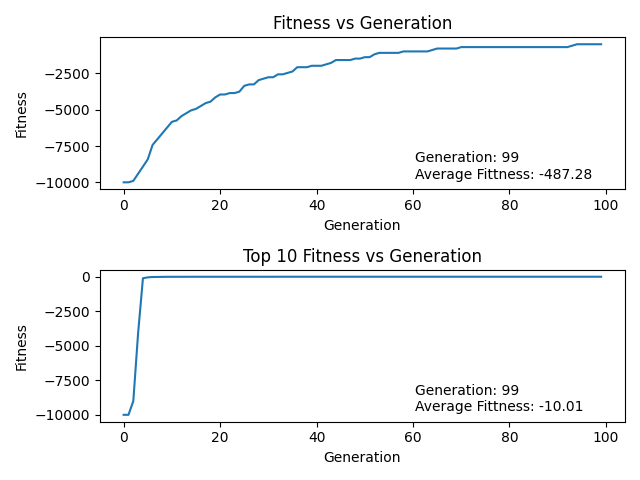 Fitness vs Generation
Fitness
−2500
−5000
−7500
−10000
Generation: 99
Average Fittness: -487.28
0 20 40 60 80 100
Generation
Top 10 Fitness vs Generation
Fitness
0
−2500
−5000
−7500
−10000
Generation: 99
Average Fittness: -10.01
0 20 40 60 80 100
Generation